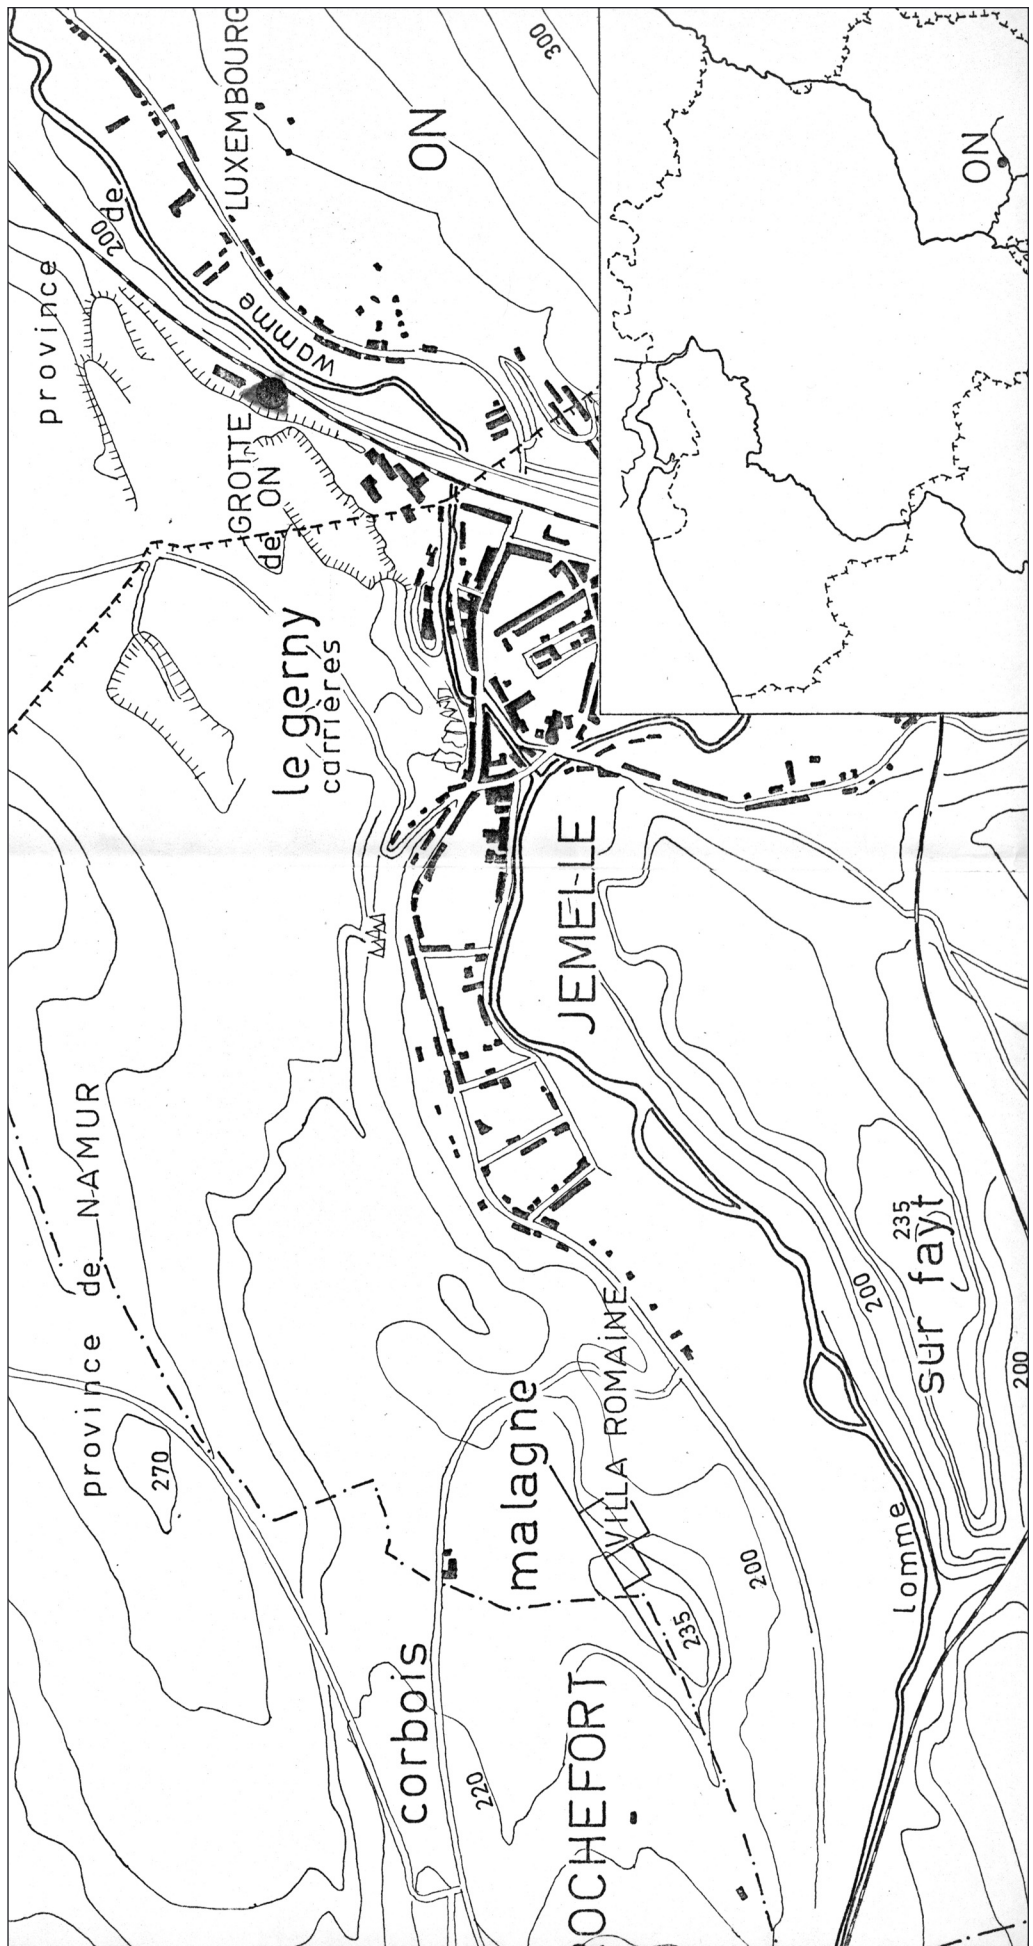 province de LUXEMBOURG
300
ON
200
wamme
GROTTE
de ON
le gerny
carrières
JEMELLE
province de NAMUR
270
malagne
VILLA ROMAINE
235
200
corbois
220
OCHEFORT
lomme
sur fayt
235
200
200
ON